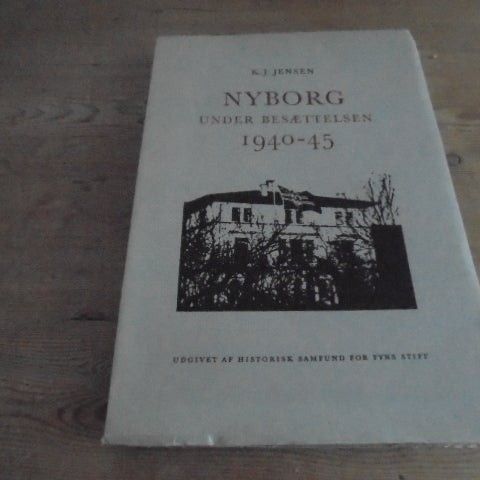 K. J. JENSEN
NYBORG
UNDER BESÆTTELSEN
1940-45
UDGIVET AF HISTORISK SAMFUND FOR FYNS STIFT